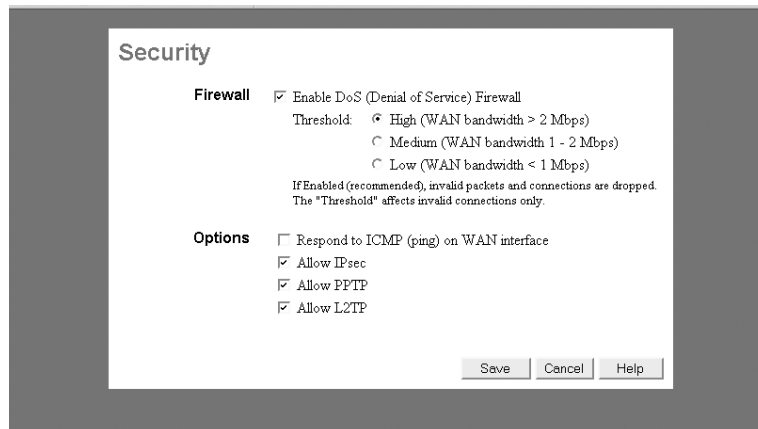 Security
Firewall Enable DoS (Denial of Service) Firewall
Threshold: High (WAN bandwidth > 2 Mbps)
Medium (WAN bandwidth 1 - 2 Mbps)
Low (WAN bandwidth < 1 Mbps)
If Enabled (recommended), invalid packets and connections are dropped.
The "Threshold" affects invalid connections only.
Options Respond to ICMP (ping) on WAN interface
Allow IPsec
Allow PPTP
Allow L2TP
Save Cancel Help